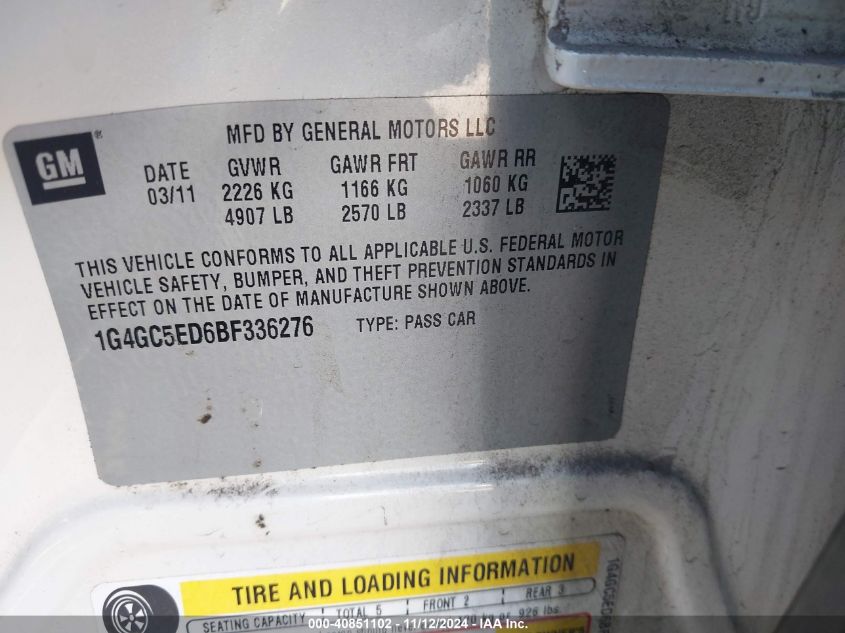 GM
MFD BY GENERAL MOTORS LLC
DATE GVWR GAWR FRT GAWR RR
03/11 2226 KG 1166 KG 1060 KG
4907 LB 2570 LB 2337 LB
THIS VEHICLE CONFORMS TO ALL APPLICABLE U.S. FEDERAL MOTOR
VEHICLE SAFETY, BUMPER, AND THEFT PREVENTION STANDARDS IN
EFFECT ON THE DATE OF MANUFACTURE SHOWN ABOVE.
1G4GC5ED6BF336276 TYPE: PASS CAR
TIRE AND LOADING INFORMATION
SEATING CAPACITY TOTAL 5 FRONT 2 REAR 3
926 lbs.
000-40851102 - 11/12/2024 - IAA Inc.